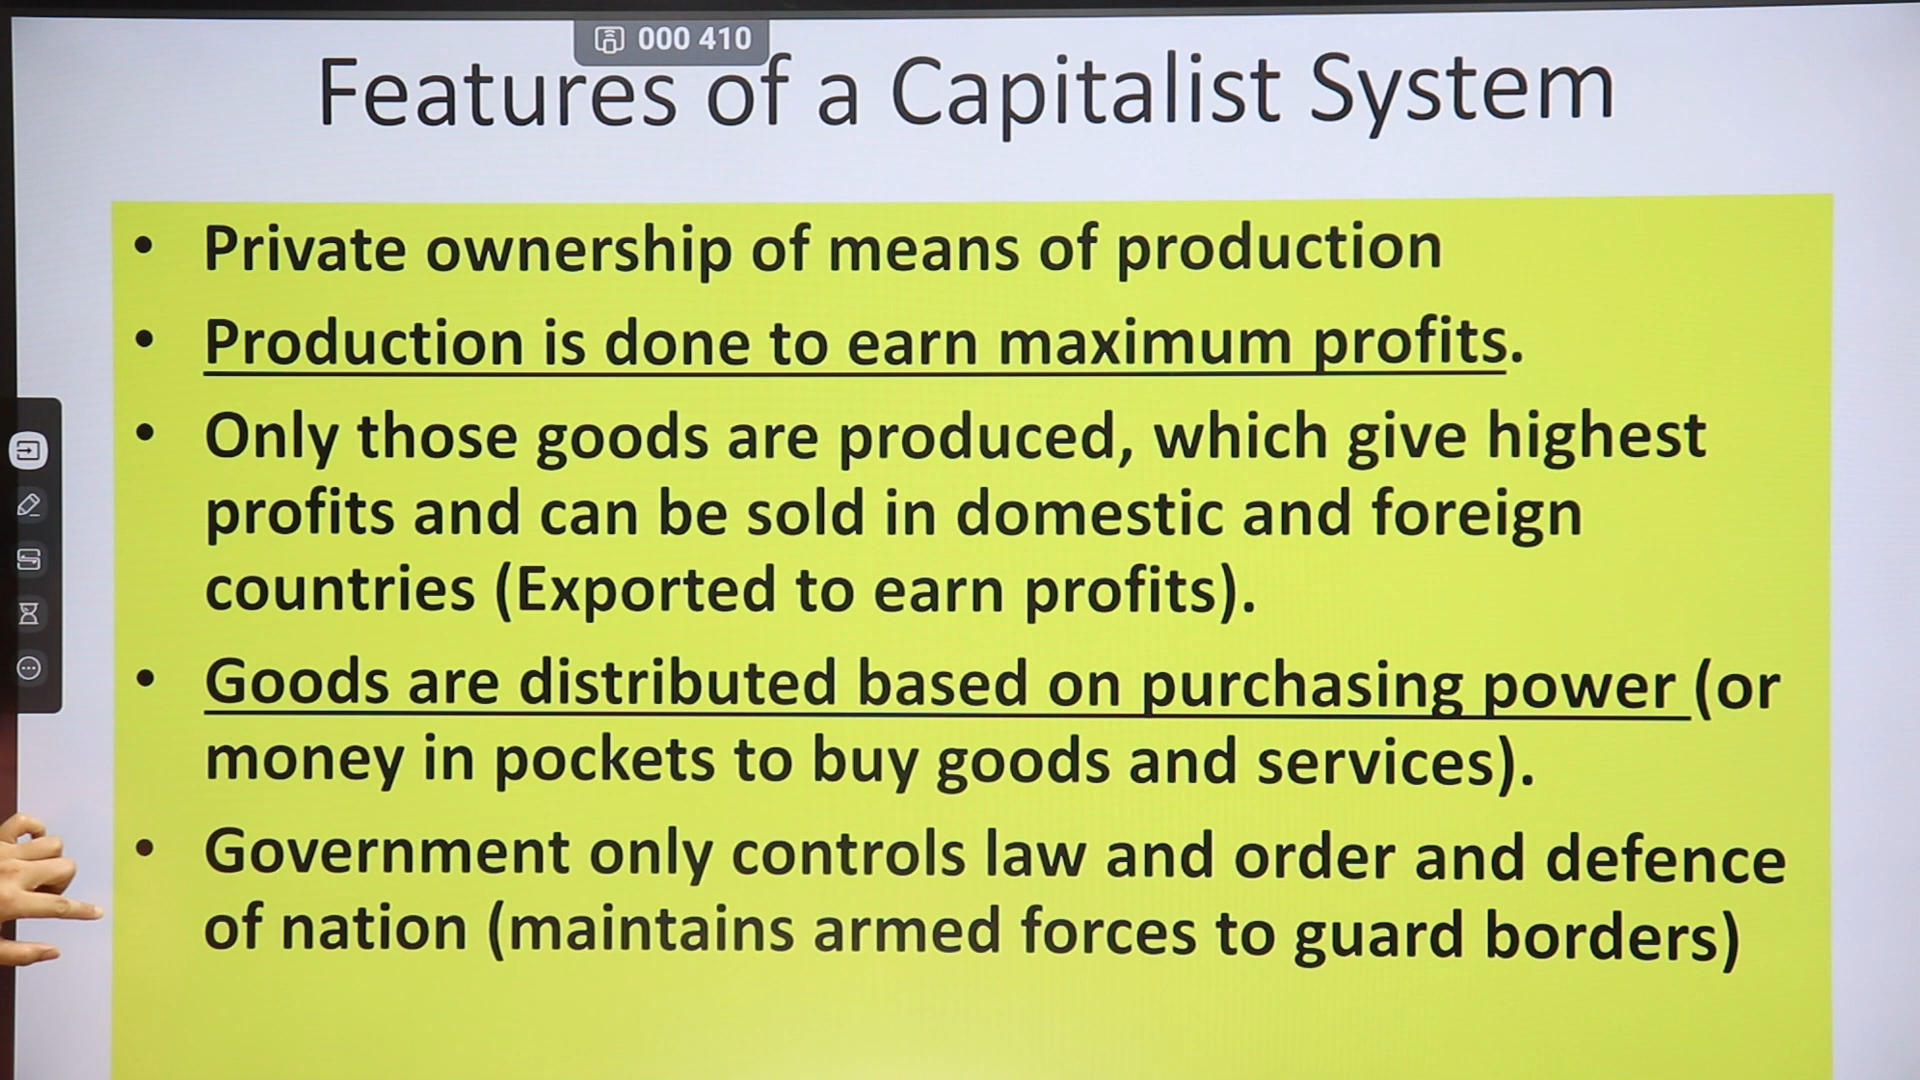 000 410
Features of a Capitalist System
• Private ownership of means of production
• Production is done to earn maximum profits.
• Only those goods are produced, which give highest
profits and can be sold in domestic and foreign
countries (Exported to earn profits).
• Goods are distributed based on purchasing power (or
money in pockets to buy goods and services).
• Government only controls law and order and defence
of nation (maintains armed forces to guard borders)